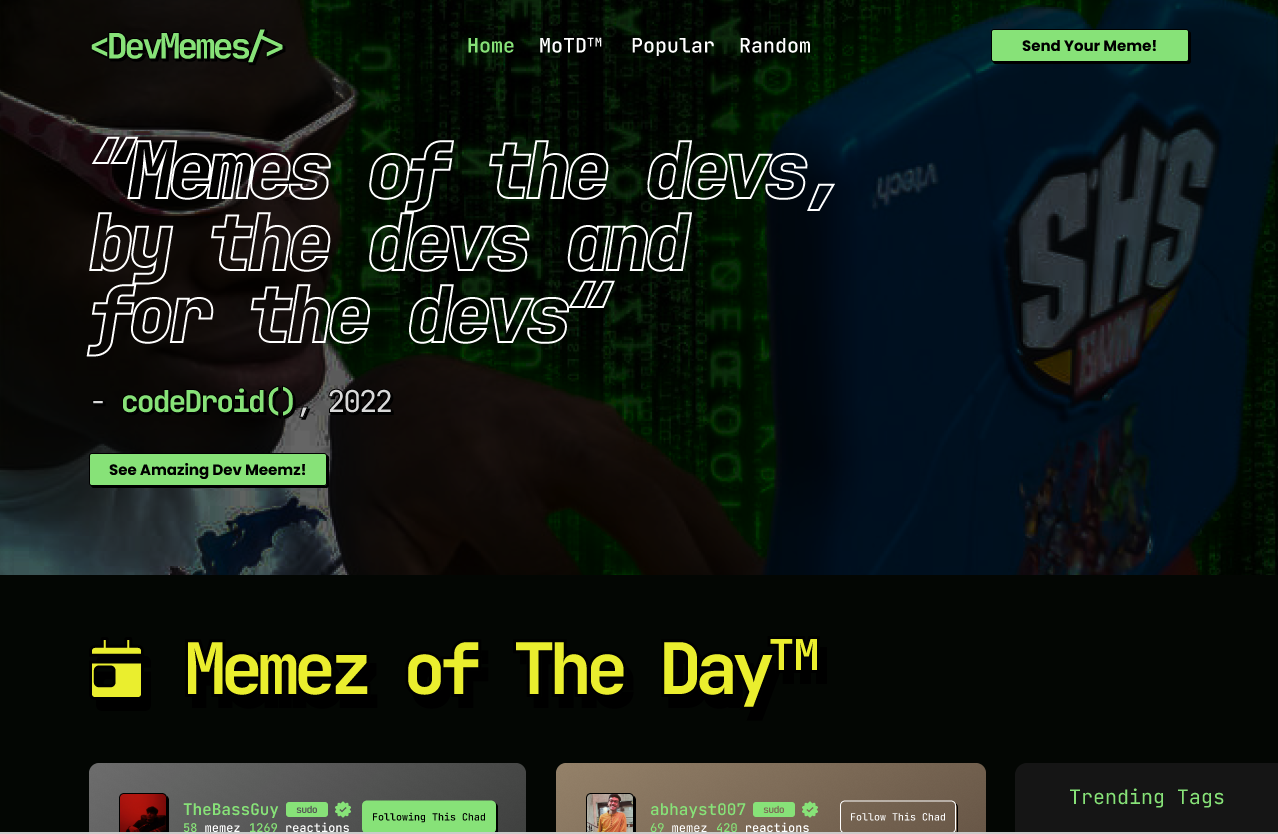 <DevMemes/>
Home MoTD™ Popular Random
Send Your Meme!
“Memes of the devs,
by the devs and
for the devs”
- codeDroid(), 2022
See Amazing Dev Meemz!
vtech
SHS
Memez of The Day™
TheBassGuy sudo
58 memez 1269 reactions
Following This Chad
abhayst007 sudo
69 memez 420 reactions
Follow This Chad
Trending Tags